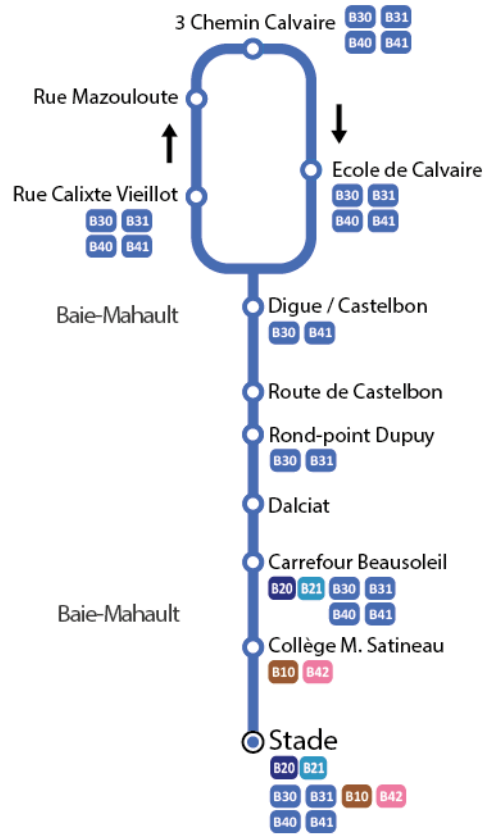 3 Chemin Calvaire
B30 B31
B40 B41
Rue Mazouloute
Ecole de Calvaire
B30 B31
B40 B41
Rue Calixte Vieillot
B30 B31
B40 B41
Digue / Castelbon
B30 B41
Baie-Mahault
Route de Castelbon
Rond-point Dupuy
B30 B31
Dalciat
Carrefour Beausoleil
B20 B21 B30 B31
B40 B41
Baie-Mahault
Collège M. Satineau
B10 B42
Stade
B20 B21
B30 B31 B10 B42
B40 B41